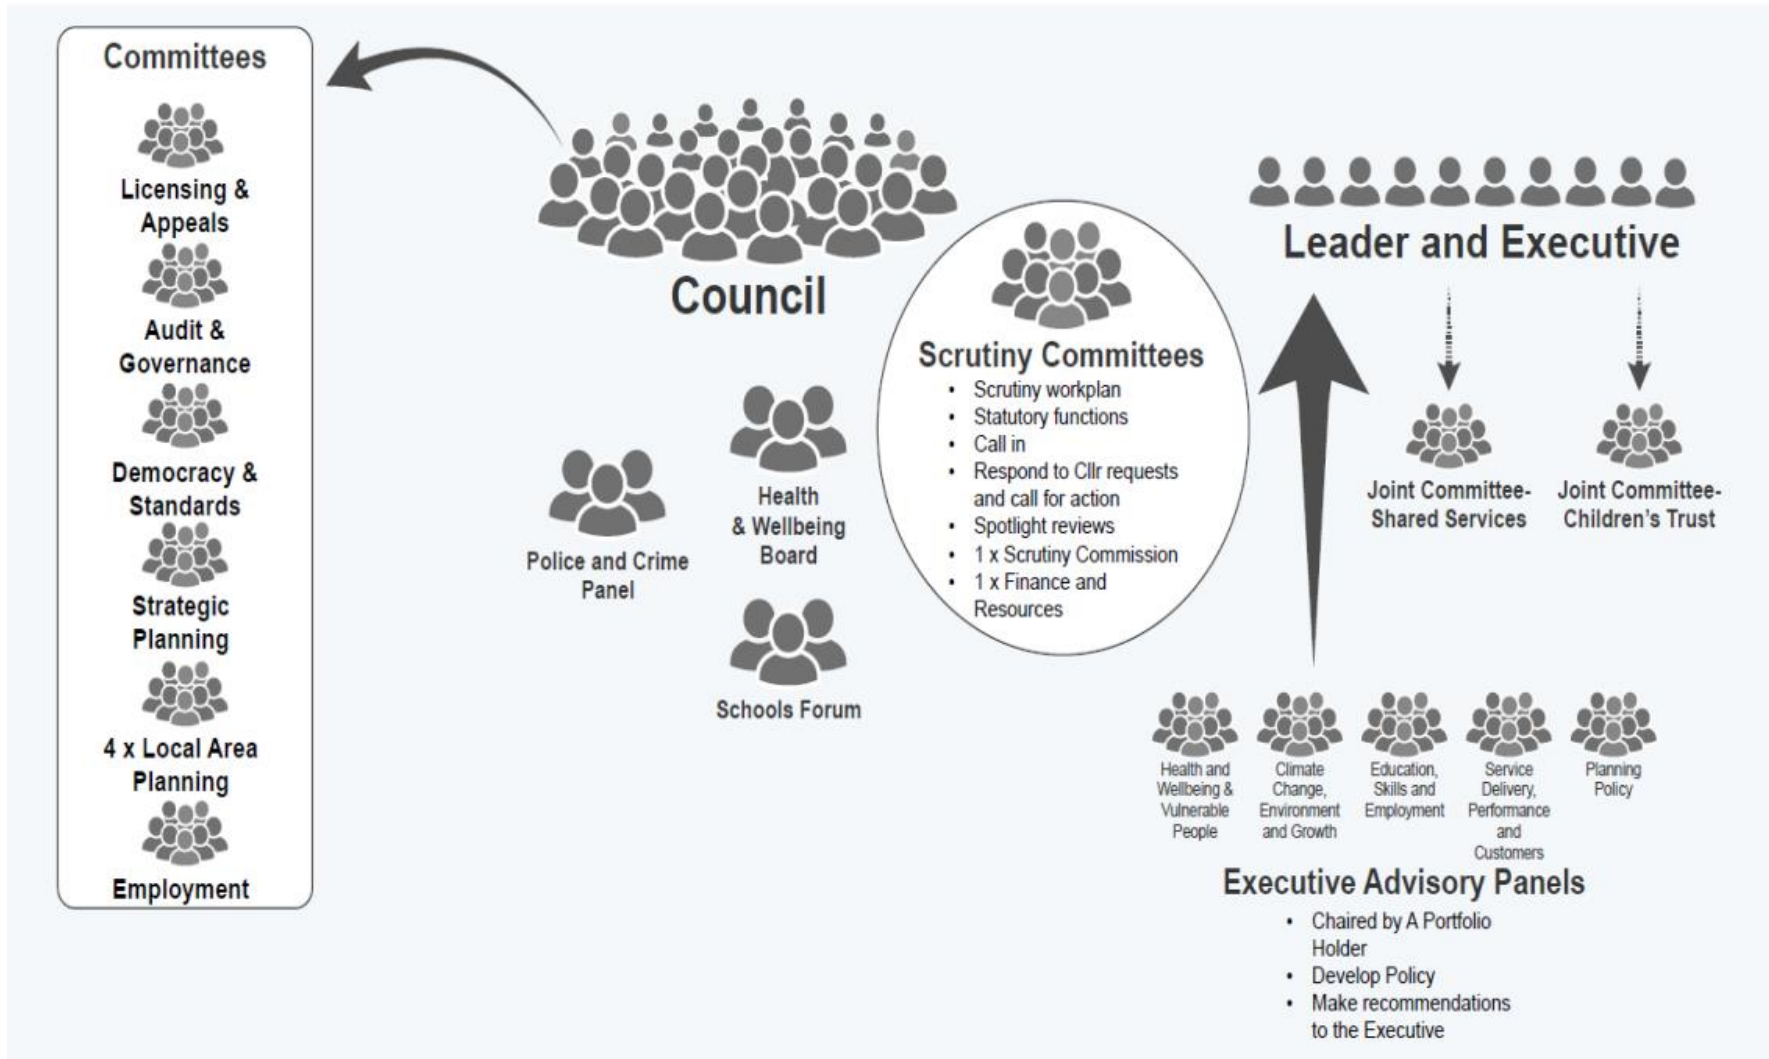 Committees
Licensing &
Appeals
Audit &
Governance
Democracy &
Standards
Strategic
Planning
4 x Local Area
Planning
Employment
Council
Police and Crime
Panel
Health
& Wellbeing
Board
Schools Forum
Scrutiny Committees
• Scrutiny workplan
• Statutory functions
• Call in
• Respond to Cllr requests
and call for action
• Spotlight reviews
• 1 x Scrutiny Commission
• 1 x Finance and
Resources
Leader and Executive
Joint Committee-
Shared Services
Joint Committee-
Children's Trust
Health and
Wellbeing &
Vulnerable
People
Climate
Change,
Environment
and Growth
Education,
Skills and
Employment
Service
Delivery,
Performance
and
Customers
Planning
Policy
Executive Advisory Panels
• Chaired by A Portfolio
Holder
• Develop Policy
• Make recommendations
to the Executive